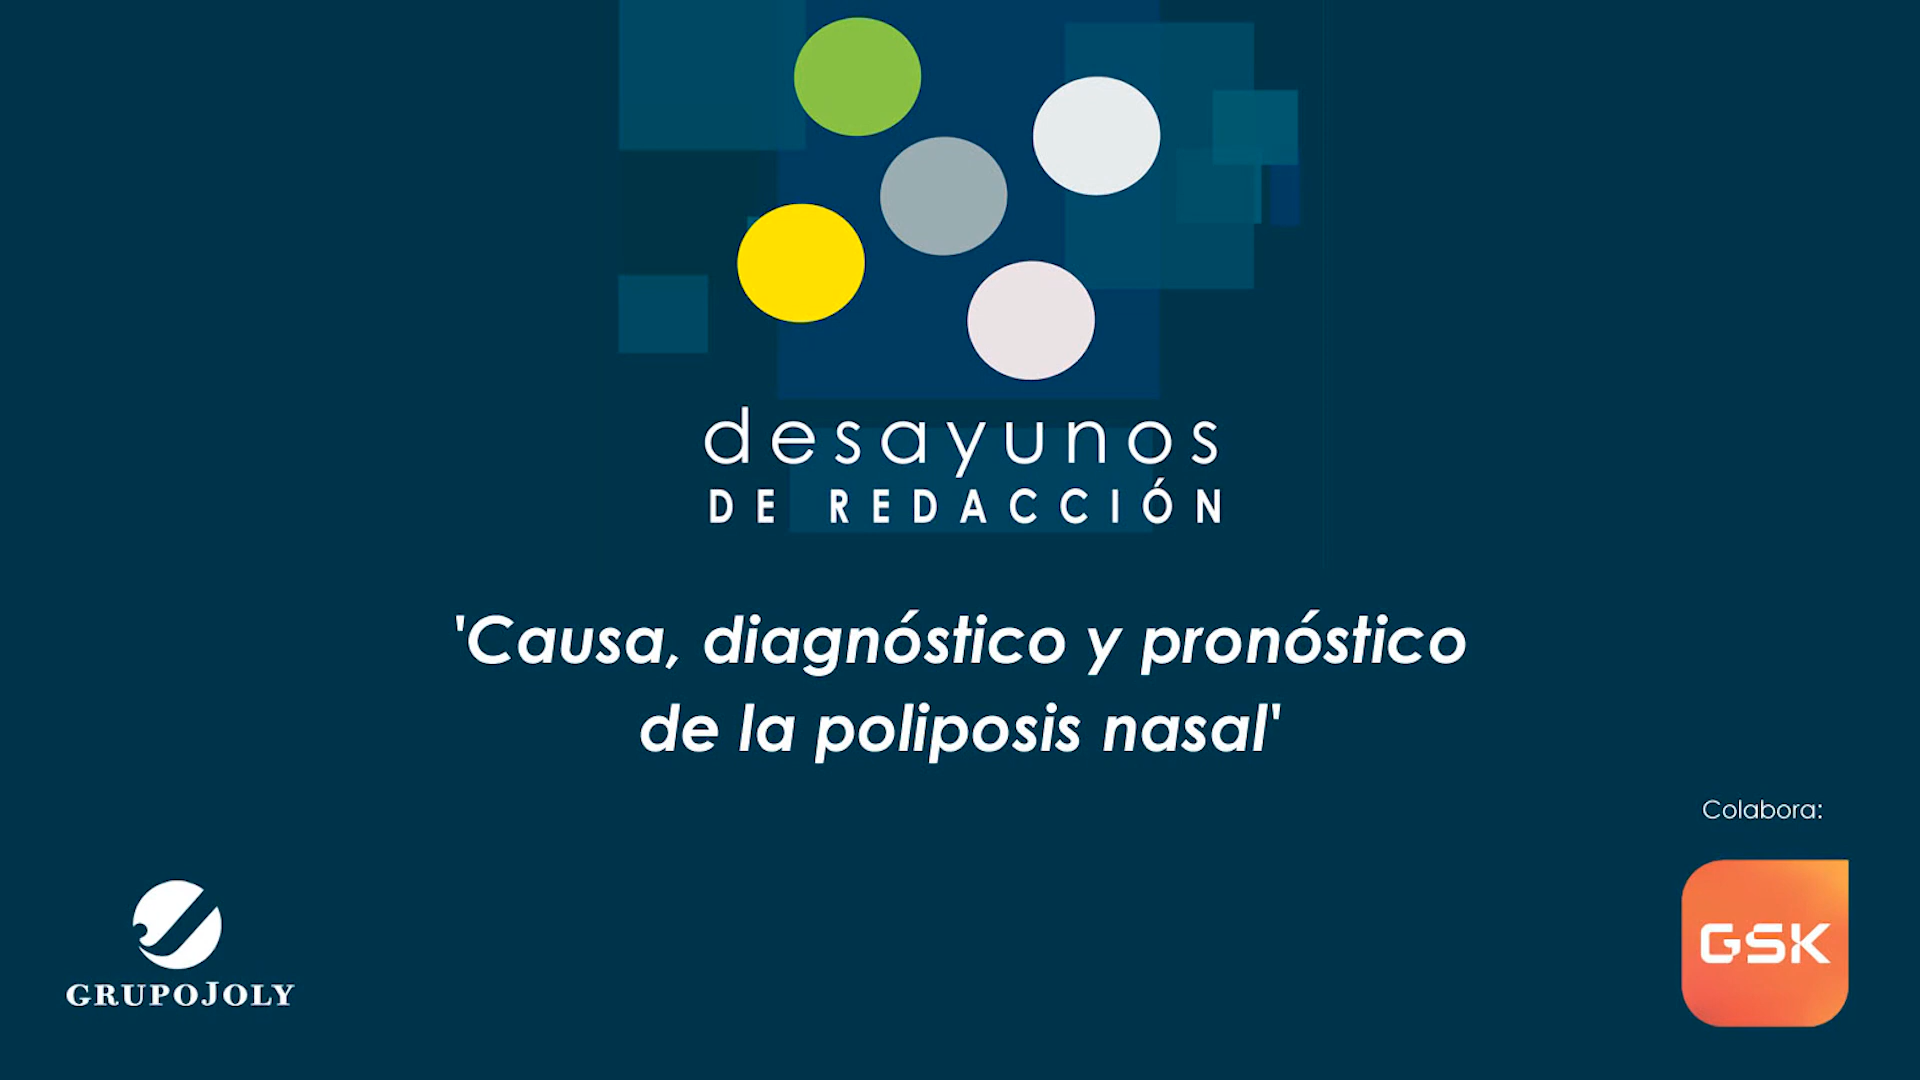 desayunos
DE REDACCIÓN
'Causa, diagnóstico y pronóstico
de la poliposis nasal'
Colabora:
GSK
GRUPOJOLY